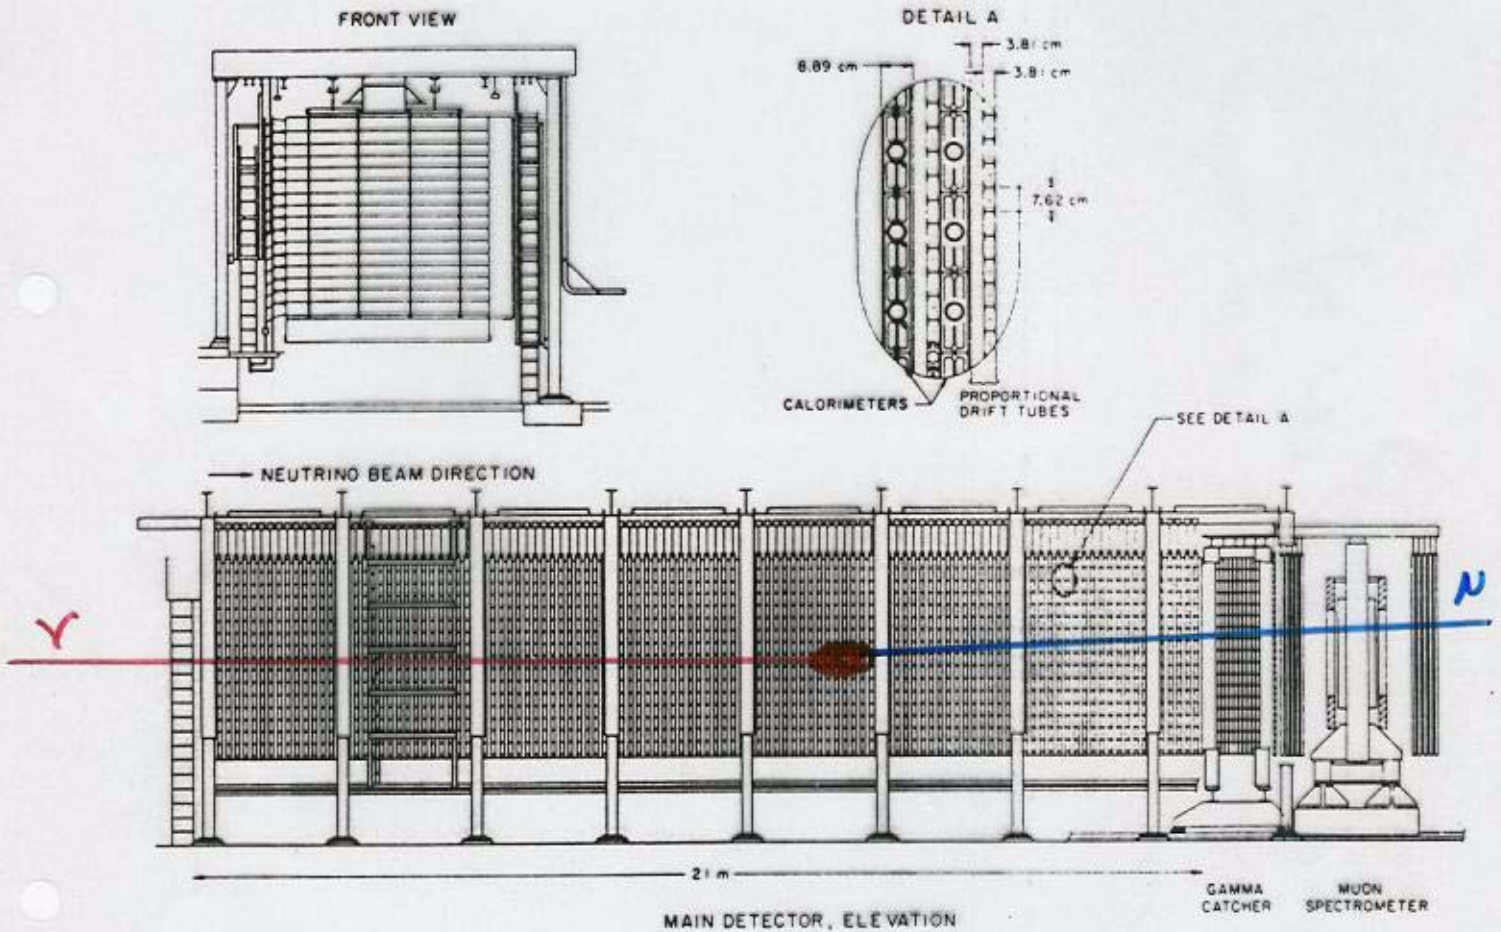 FRONT VIEW
DETAIL A
3.81 cm
8.89 cm
3.81 cm
7.62 cm
CALORIMETERS
PROPORTIONAL
DRIFT TUBES
SEE DETAIL A
NEUTRINO BEAM DIRECTION
21 m
GAMMA
CATCHER
MUON
SPECTROMETER
MAIN DETECTOR, ELEVATION